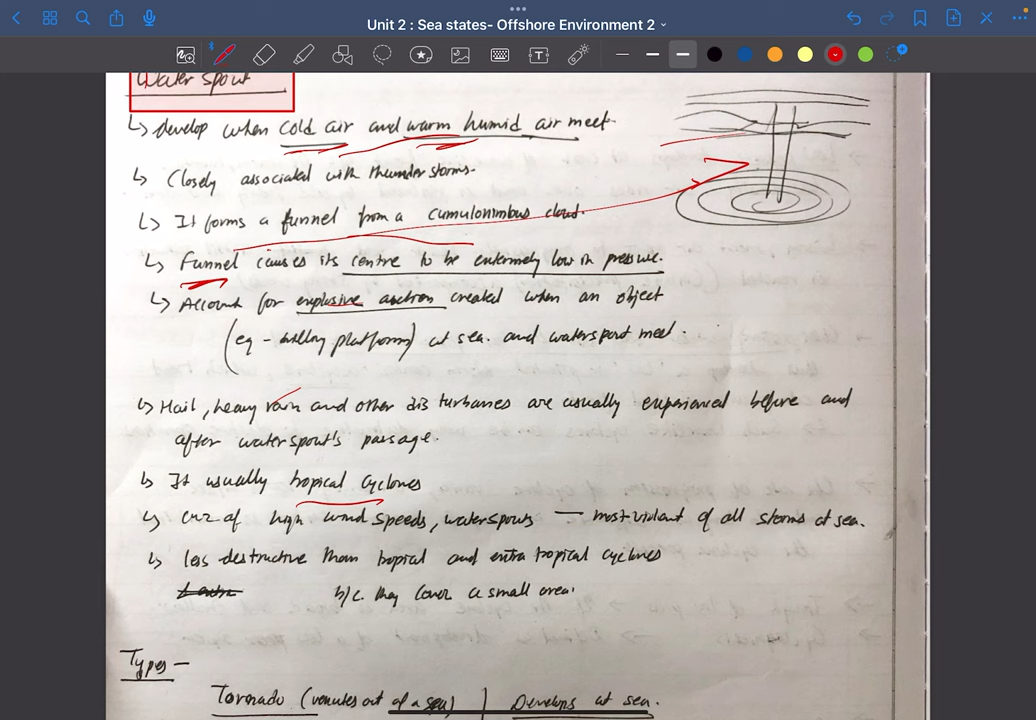 Unit 2 : Sea states- Offshore Environment 2
Water spout
↳ develop when cold air and warm humid air meet.
↳ Closely associated with thunderstorms.
↳ It forms a funnel from a cumulonimbus cloud.
↳ Funnel causes its centre to be extermely low in pressure.
↳ Account for explosive suction created when an object
(eg - drilling platform) at sea. and waterspout meet.
↳ Hail, heavy rain and other disturbances are usually experienced before and
after waterspout's passage.
↳ It usually tropical cyclones
↳ cuz of high wind speeds, waterspouts — most violent of all storms at sea.
↳ less destructive than tropical and extra tropical cyclones
b/c. they cover a small area.
Types -
Tornado ( out of a sea) | Develops at sea.